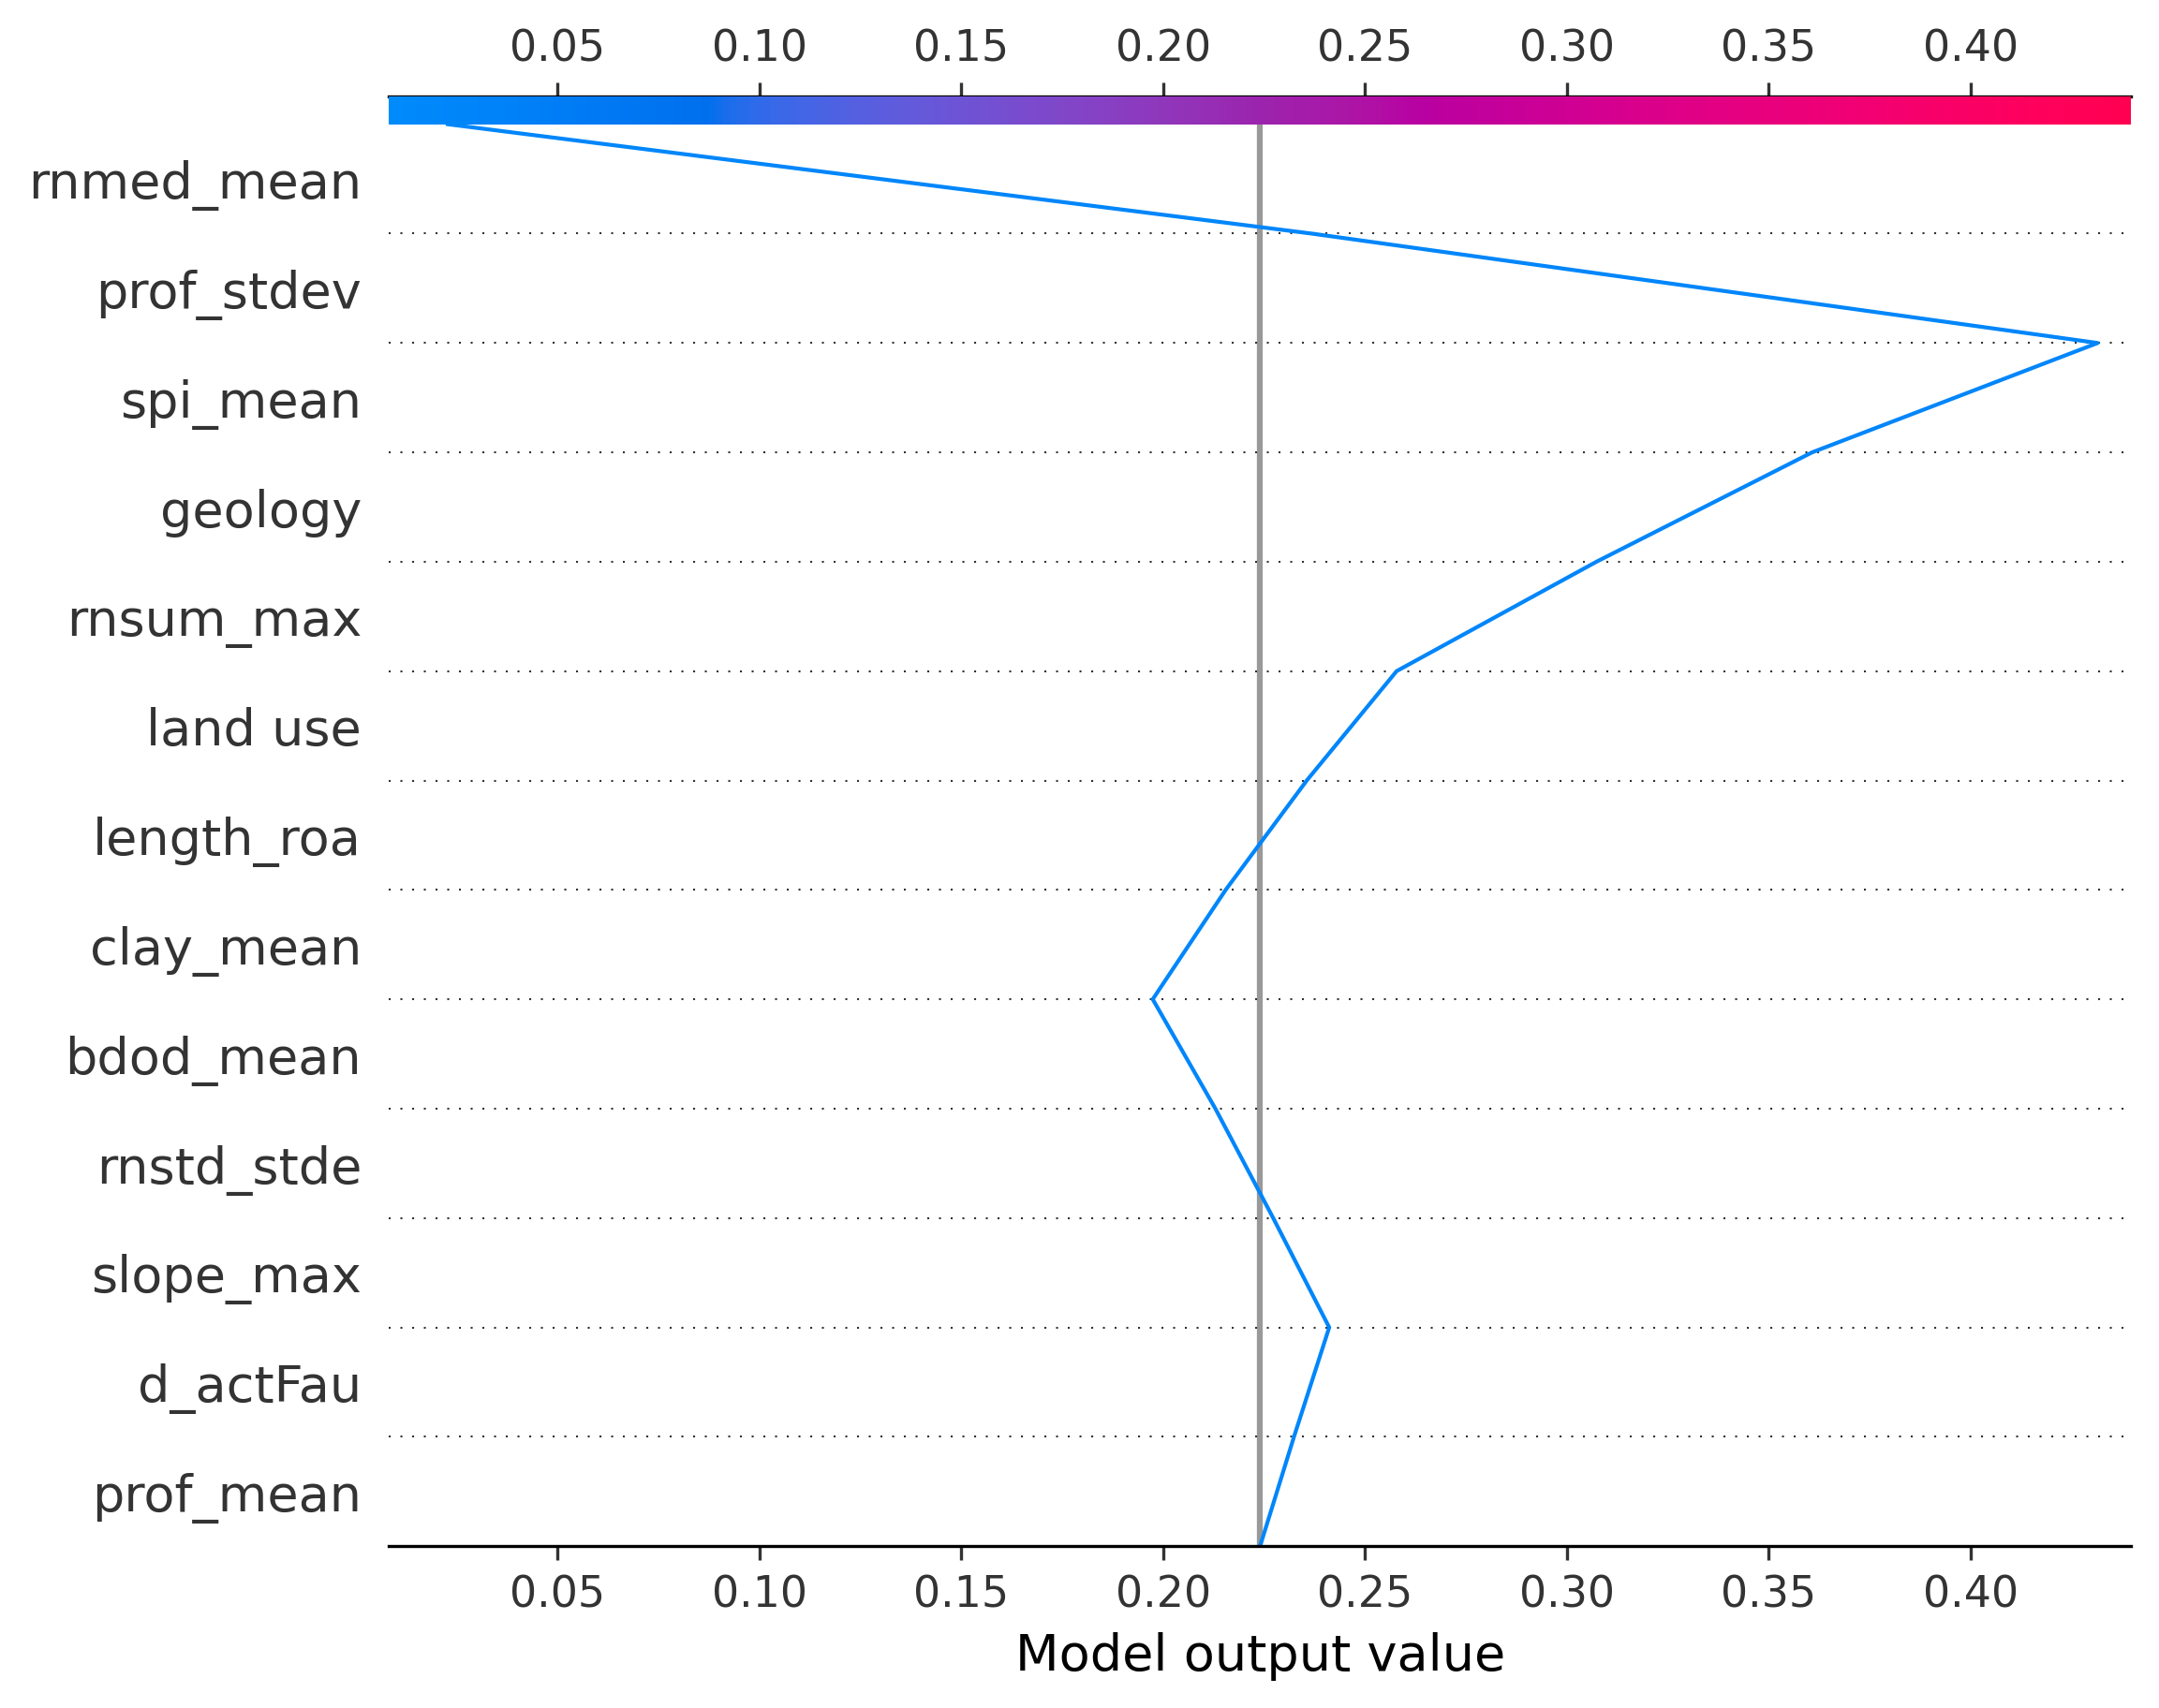 0.05 0.10 0.15 0.20 0.25 0.30 0.35 0.40
rnmed_mean
prof_stdev
spi_mean
geology
rnsum_max
land use
length_roa
clay_mean
bdod_mean
rnstd_stde
slope_max
d_actFau
prof_mean
0.05 0.10 0.15 0.20 0.25 0.30 0.35 0.40
Model output value